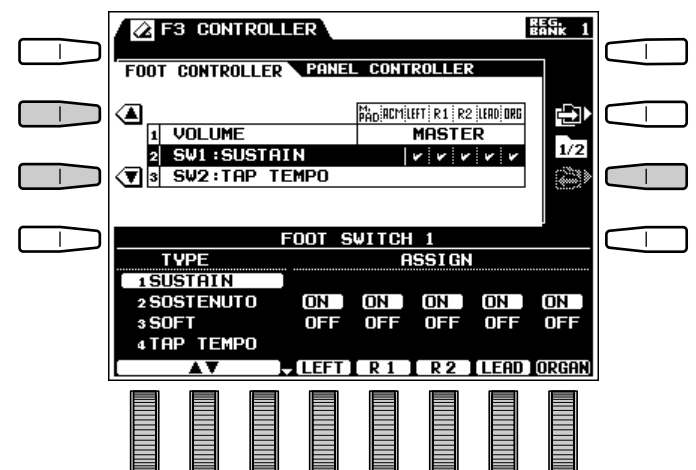 F3 CONTROLLER REG. BANK 1
FOOT CONTROLLER PANEL CONTROLLER
M. PAD ACM LEFT R1 R2 LEAD ORG
1 VOLUME MASTER
2 SW1:SUSTAIN
3 SW2:TAP TEMPO
1/2
FOOT SWITCH 1
TYPE ASSIGN
1 SUSTAIN
2 SOSTENUTO ON ON ON ON ON
3 SOFT OFF OFF OFF OFF OFF
4 TAP TEMPO
LEFT R1 R2 LEAD ORGAN